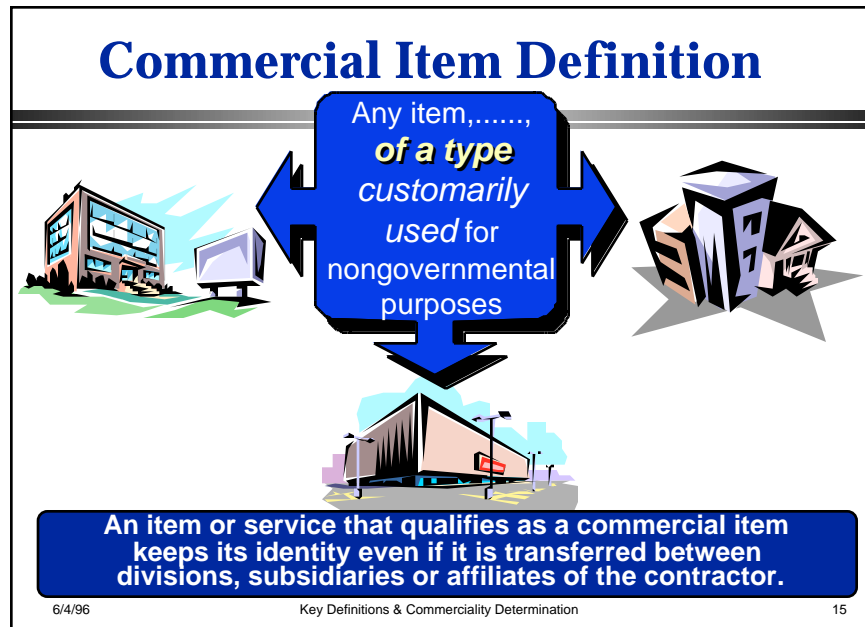 Commercial Item Definition
Any item,......,
of a type
customarily
used for
nongovernmental
purposes
An item or service that qualifies as a commercial item
keeps its identity even if it is transferred between
divisions, subsidiaries or affiliates of the contractor.
6/4/96 Key Definitions & Commerciality Determination 15